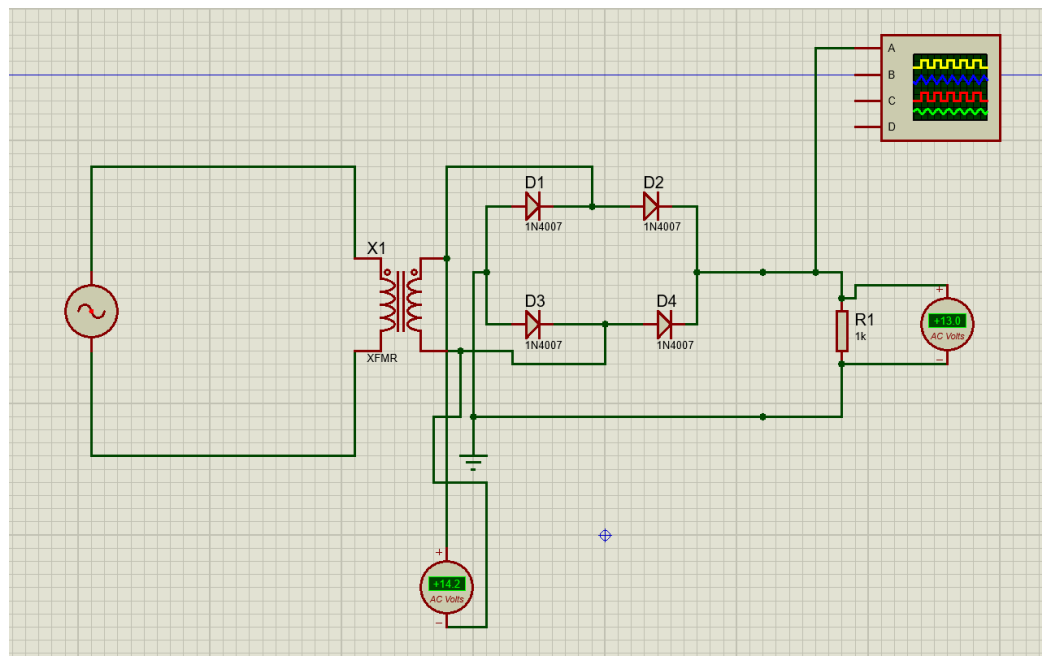 A
B
C
D
D1
D2
1N4007
1N4007
X1
D3
D4
1N4007
1N4007
XFMR
R1
1k
+
+13.0
AC Volts
−
+
+14.2
AC Volts
−